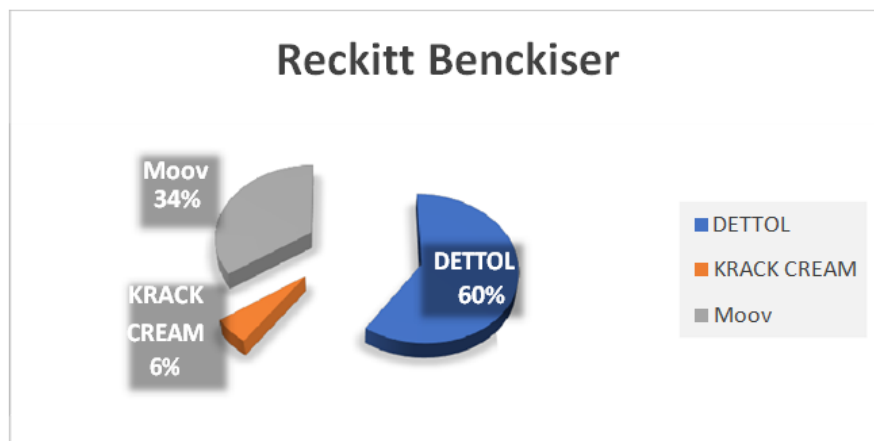 Reckitt Benckiser
Moov
34%
DETTOL
60%
KRACK
CREAM
6%
DETTOL
KRACK CREAM
Moov